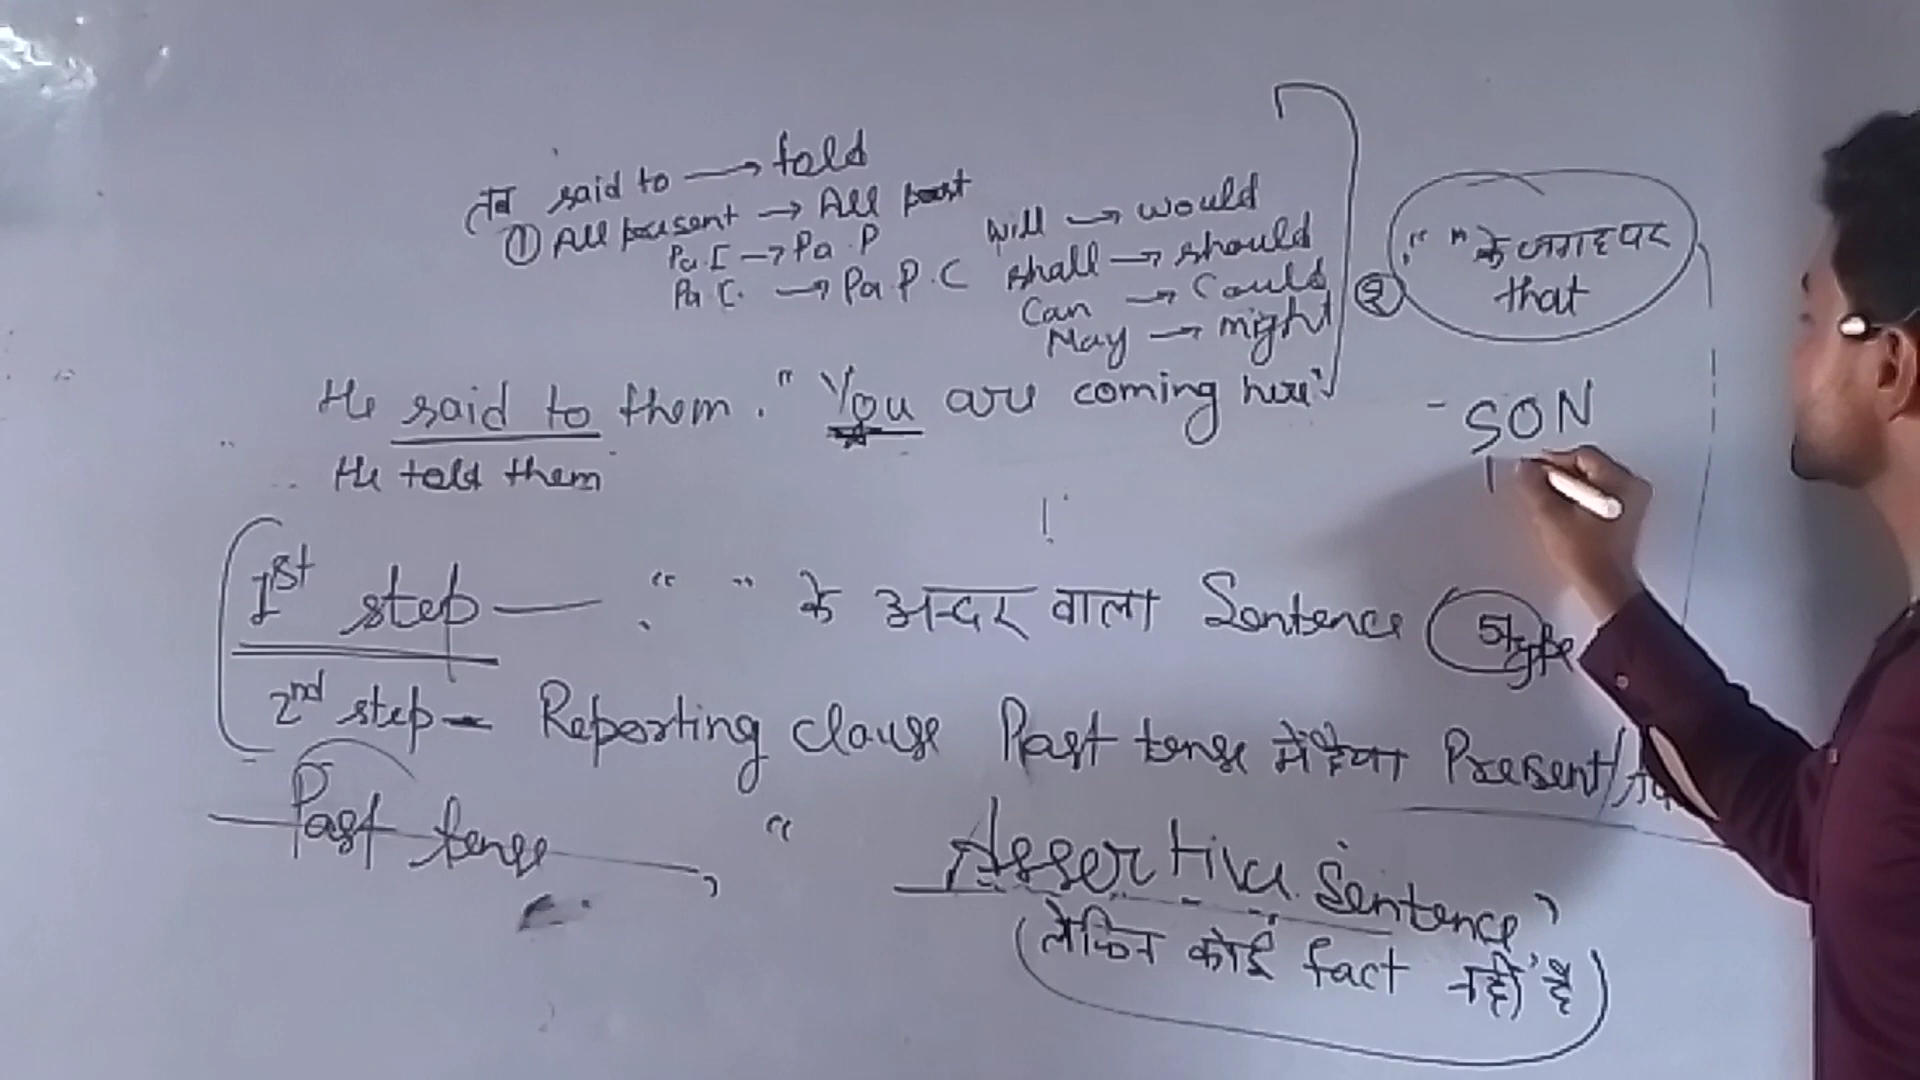 तब said to → told
① All present → All past
Pa.I → Pa.P
Pa C. → Pa.P.C
will → would
shall → should
Can → Could
May → might
② " " के जगह पर
that
He said to them. "You are coming here"
He told them
SON
1st step — . " " के अन्दर वाला Sentence 5 type
2nd step - Reporting clause Past tense में है या Present/
Past tense , " Assertive Sentence"
(लेकिन कोई fact नहीं है)